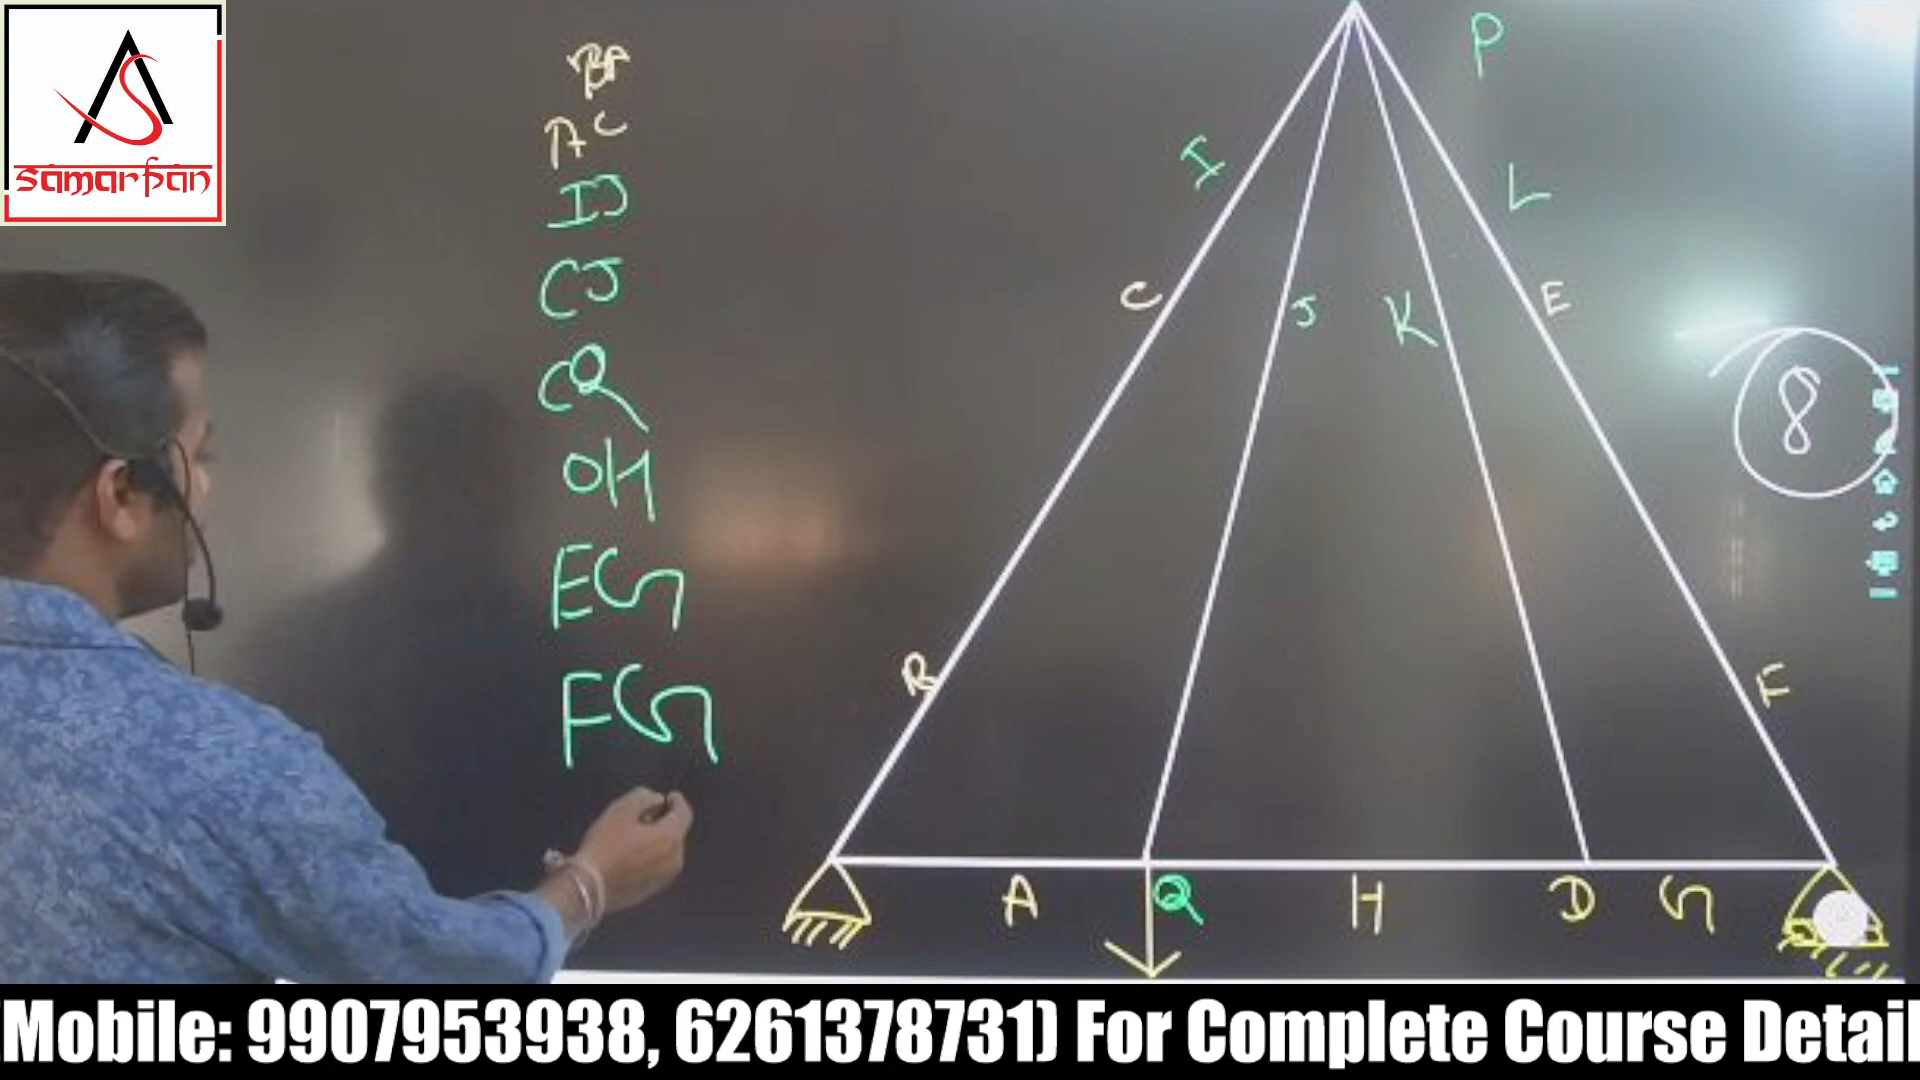 samarpan
AC
IJ
CJ
CQ
OH
EG
FG
P
I
L
C
J
K
E
8
B
F
A
Q
H
D
G
Mobile: 9907953938, 6261378731) For Complete Course Detail